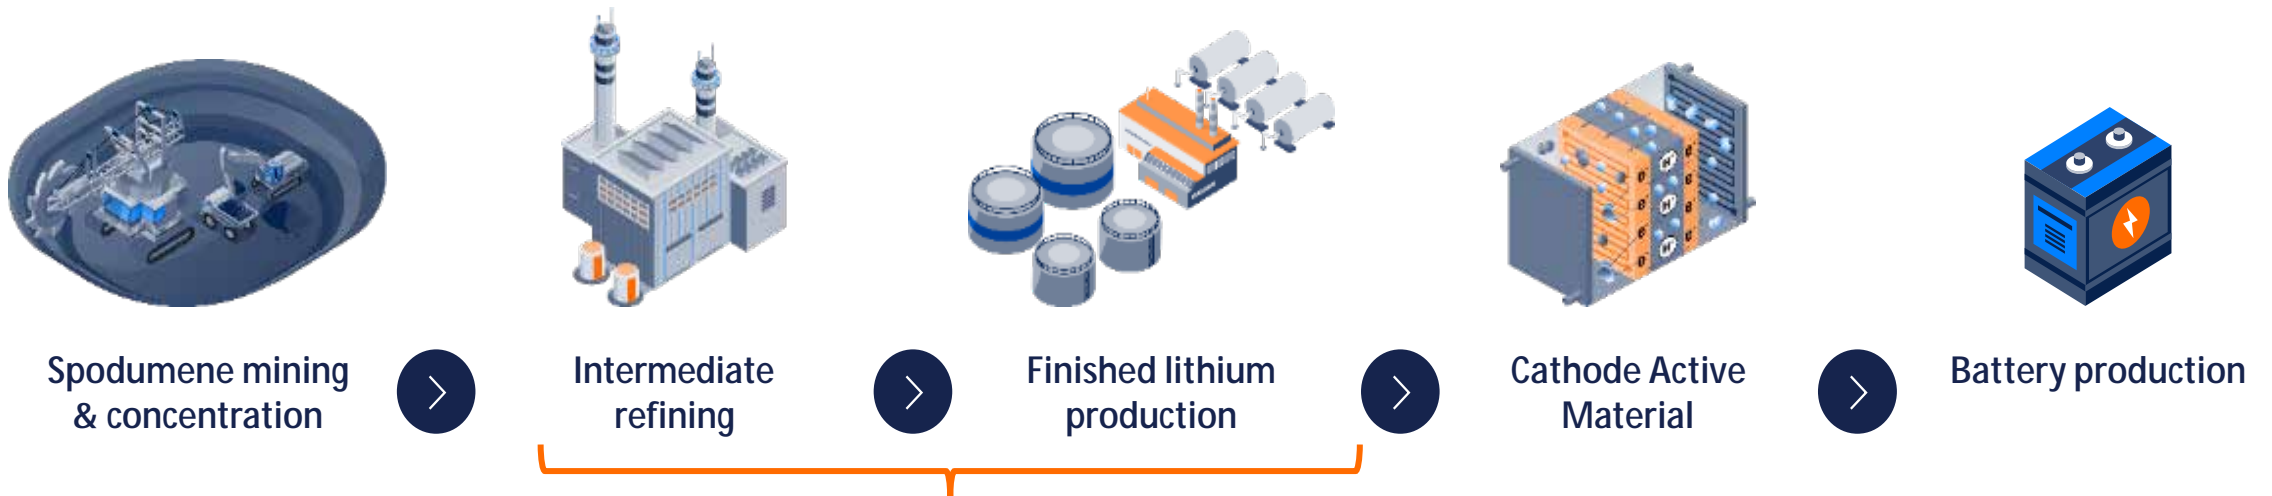 Spodumene mining
& concentration
Intermediate
refining
Finished lithium
production
Cathode Active
Material
Battery production